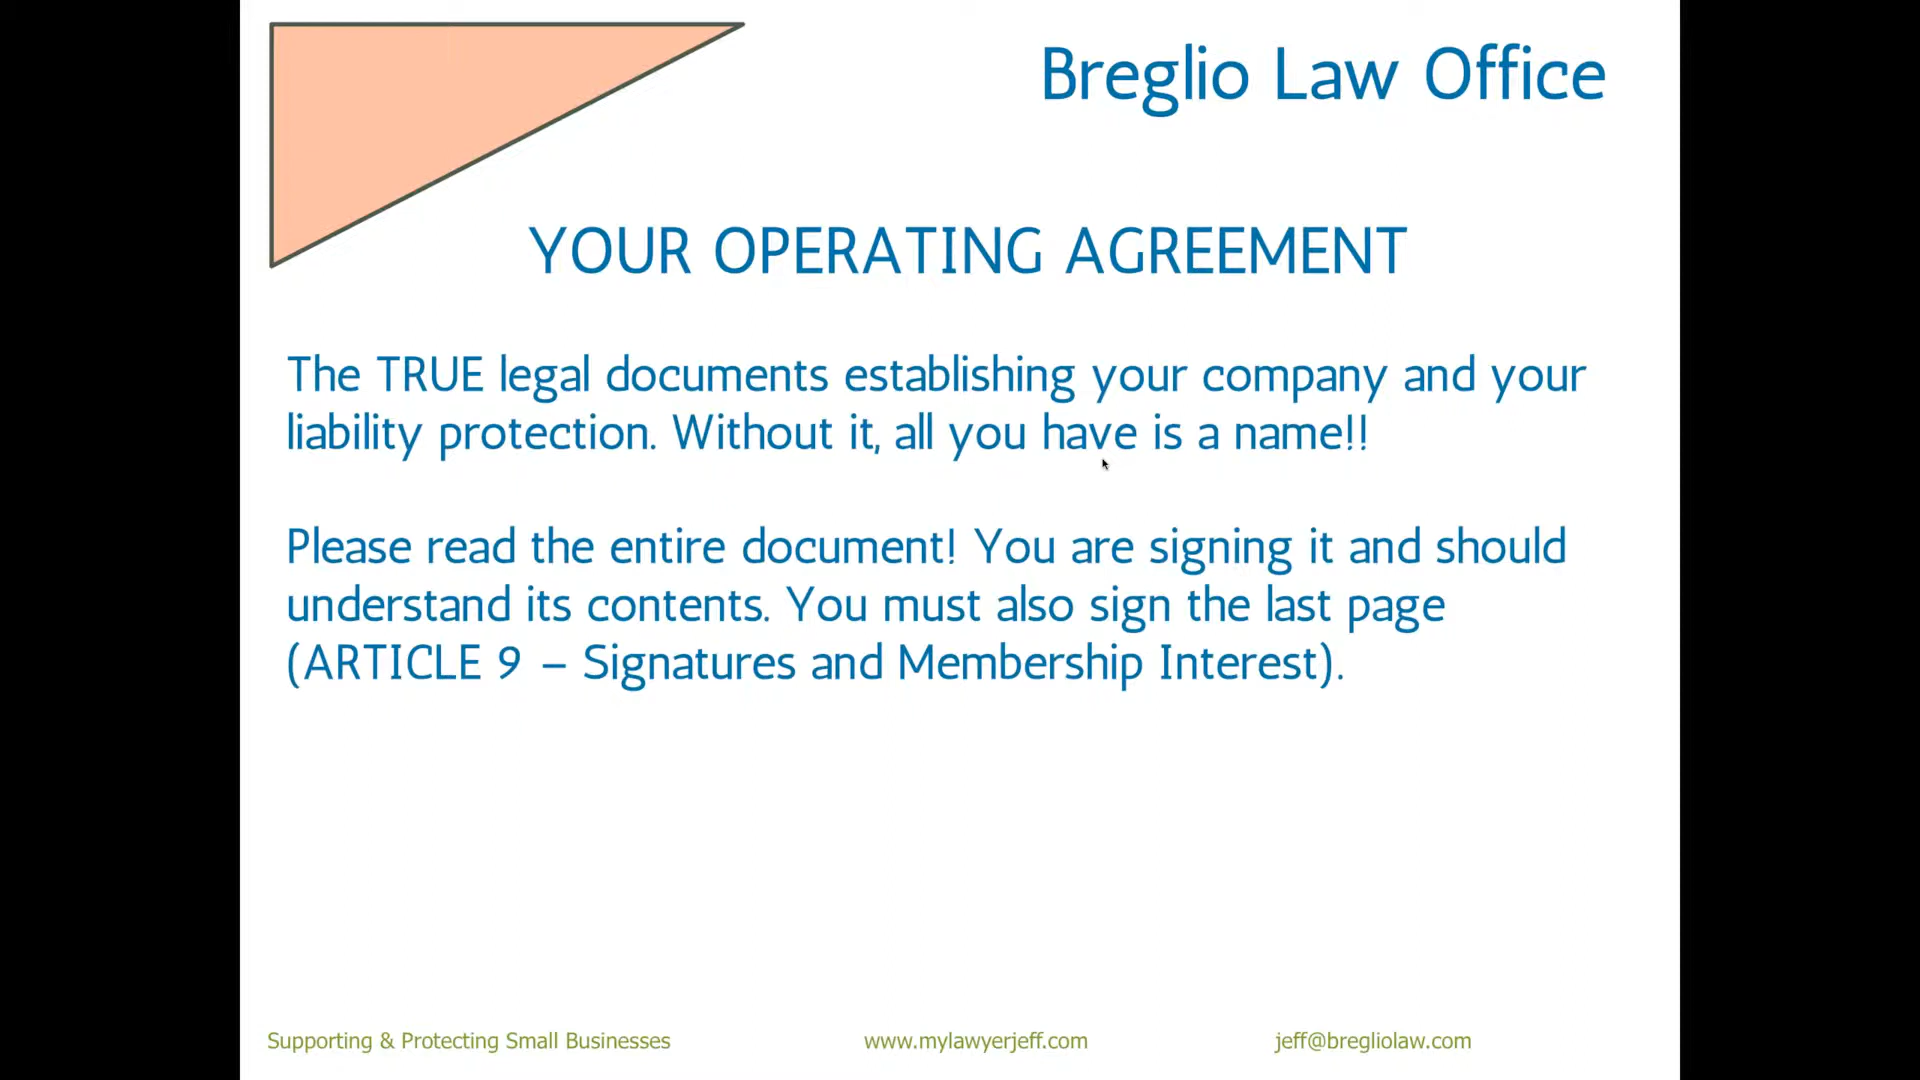 Breglio Law Office
YOUR OPERATING AGREEMENT
The TRUE legal documents establishing your company and your
liability protection. Without it, all you have is a name!!
Please read the entire document! You are signing it and should
understand its contents. You must also sign the last page
(ARTICLE 9 – Signatures and Membership Interest).
Supporting & Protecting Small Businesses
www.mylawyerjeff.com
jeff@bregliolaw.com